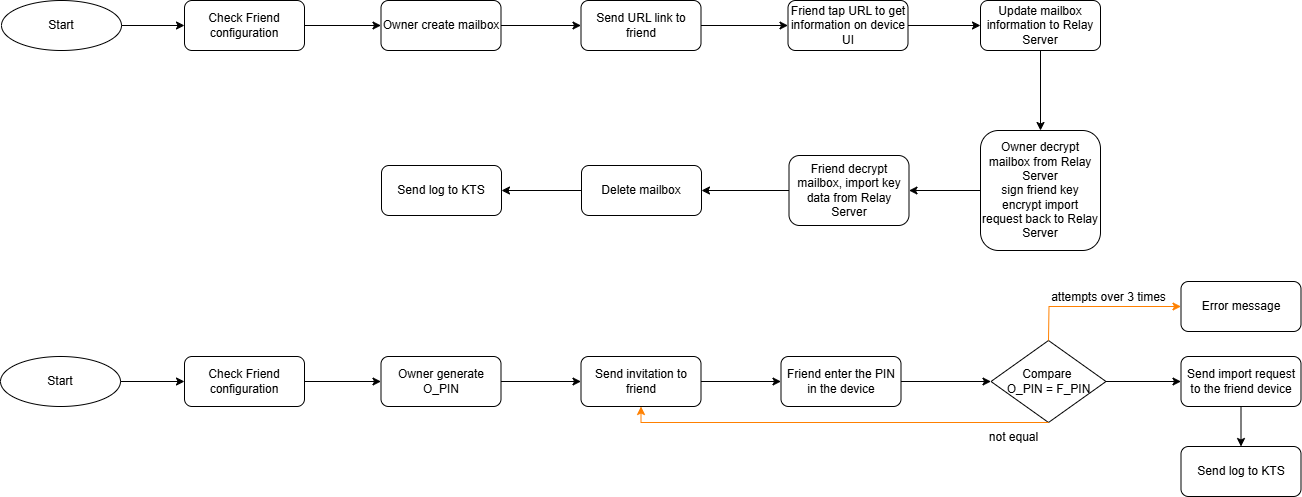 Start
Check Friend
configuration
Owner create mailbox
Send URL link to
friend
Friend tap URL to get
information on device
UI
Update mailbox
information to Relay
Server
Owner decrypt
mailbox from Relay
Server
sign friend key
encrypt import
request back to Relay
Server
Friend decrypt
mailbox, import key
data from Relay
Server
Delete mailbox
Send log to KTS
Start
Check Friend
configuration
Owner generate
O_PIN
Send invitation to
friend
Friend enter the PIN
in the device
Compare
O_PIN = F_PIN
attempts over 3 times
Error message
not equal
Send import request
to the friend device
Send log to KTS